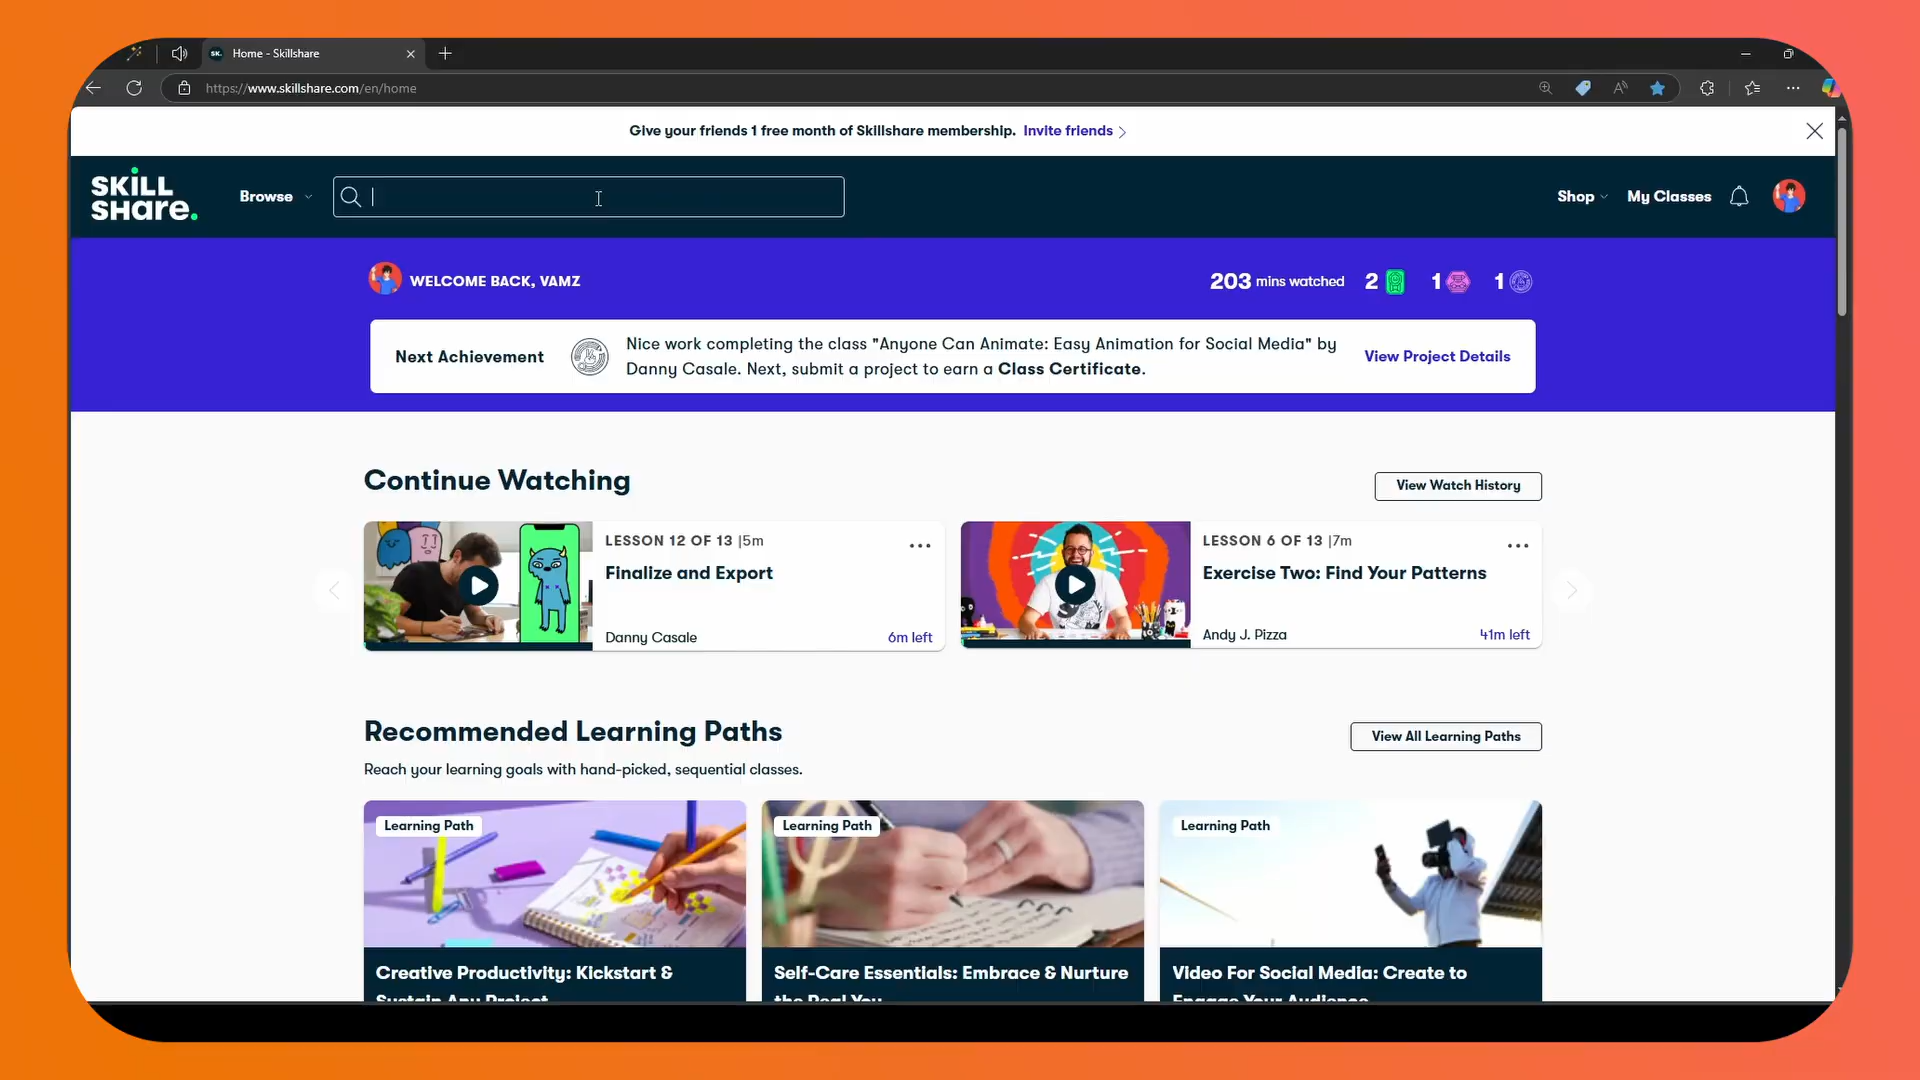 Home - Skillshare
https://www.skillshare.com/en/home
Give your friends 1 free month of Skillshare membership. Invite friends
SKILL
SHARE.
Browse
Shop
My Classes
WELCOME BACK, VAMZ
203 mins watched 2 1 1
Next Achievement
Nice work completing the class "Anyone Can Animate: Easy Animation for Social Media" by
Danny Casale. Next, submit a project to earn a Class Certificate.
View Project Details
Continue Watching
View Watch History
LESSON 12 OF 13 |5m
Finalize and Export
Danny Casale
6m left
LESSON 6 OF 13 |7m
Exercise Two: Find Your Patterns
Andy J. Pizza
41m left
Recommended Learning Paths
View All Learning Paths
Reach your learning goals with hand-picked, sequential classes.
Learning Path
Creative Productivity: Kickstart &
Sustain Any Project
Learning Path
Self-Care Essentials: Embrace & Nurture
the Real You
Learning Path
Video For Social Media: Create to
Engage Your Audience